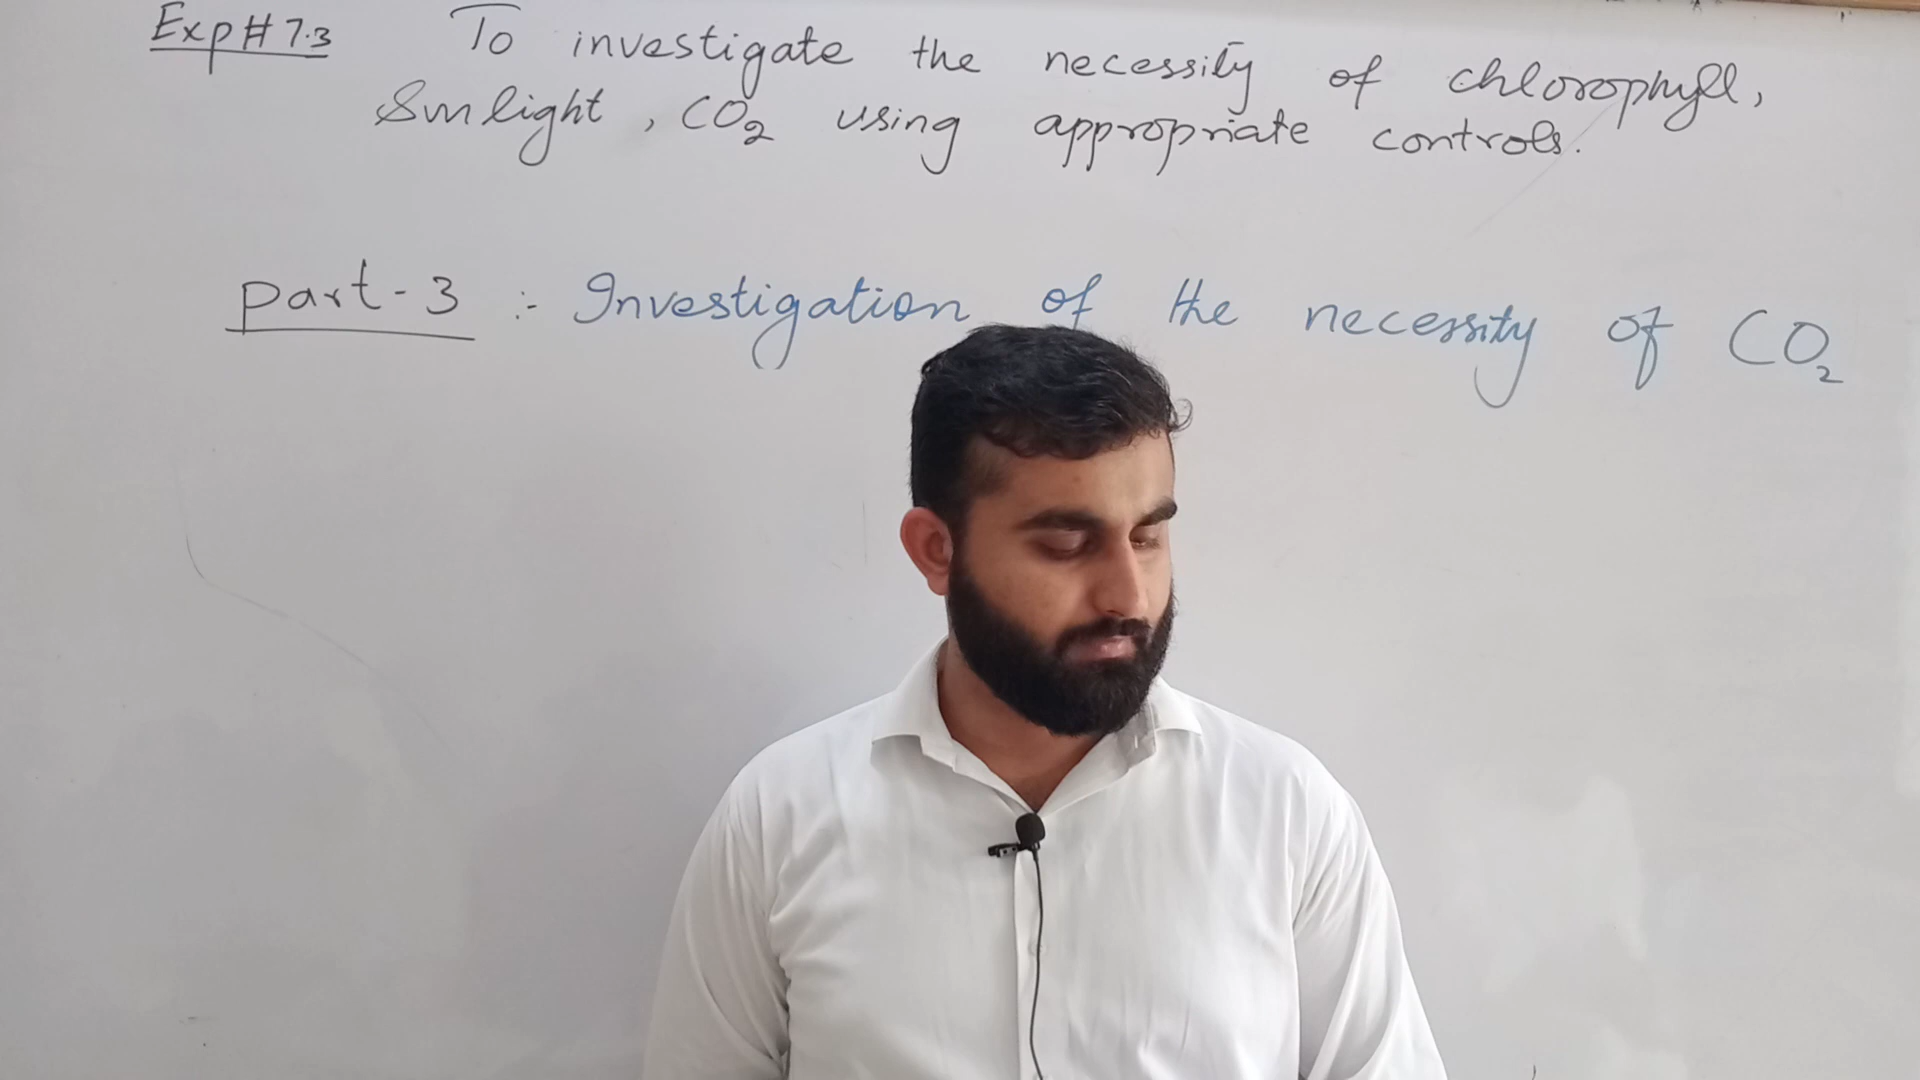 Exp# 7.3 To investigate the necessity of chlorophyll,
Sunlight, CO₂ using appropriate controls.
Part-3 :- Investigation of the necessity of CO₂